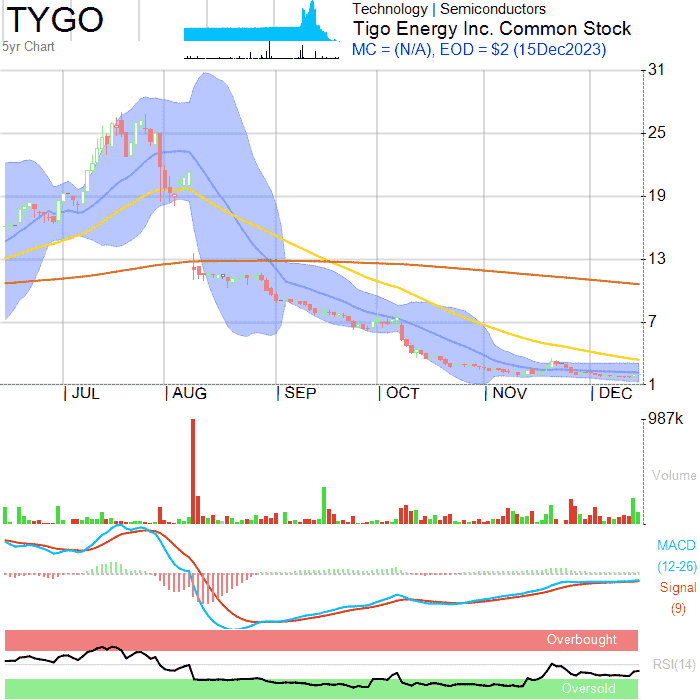 TYGO
5yr Chart
Technology | Semiconductors
Tigo Energy Inc. Common Stock
MC = (N/A), EOD = $2 (15Dec2023)
31
25
19
13
7
1
| JUL | AUG | SEP | OCT | NOV | DEC
987k
Volume
MACD
(12-26)
Signal
(9)
Overbought
RSI(14)
Oversold